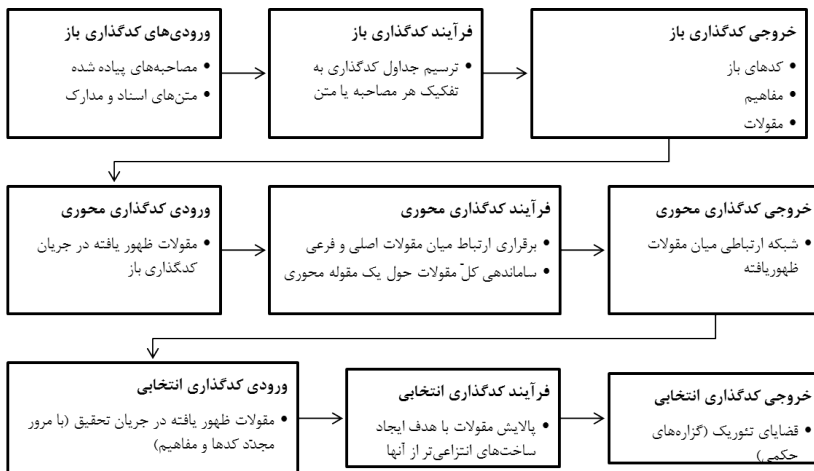 ورودی‌های کدگذاری باز
• مصاحبه‌های پیاده شده
• متن‌های اسناد و مدارک
فرآیند کدگذاری باز
• ترسیم جداول کدگذاری به
تفکیک هر مصاحبه یا متن
خروجی کدگذاری باز
• کدهای باز
• مفاهیم
• مقولات
ورودی کدگذاری محوری
• مقولات ظهور یافته در جریان
کدگذاری باز
فرآیند کدگذاری محوری
• برقراری ارتباط میان مقولات اصلی و فرعی
• ساماندهی کلّ مقولات حول یک مقوله محوری
خروجی کدگذاری محوری
• شبکه ارتباطی میان مقولات
ظهوریافته
ورودی کدگذاری انتخابی
• مقولات ظهور یافته در جریان تحقیق (با مرور
مجدّد کدها و مفاهیم)
فرآیند کدگذاری انتخابی
• پالایش مقولات با هدف ایجاد
ساخت‌های انتزاعی‌تر از آنها
خروجی کدگذاری انتخابی
• قضایای تئوریک (گزاره‌های
حکمی)